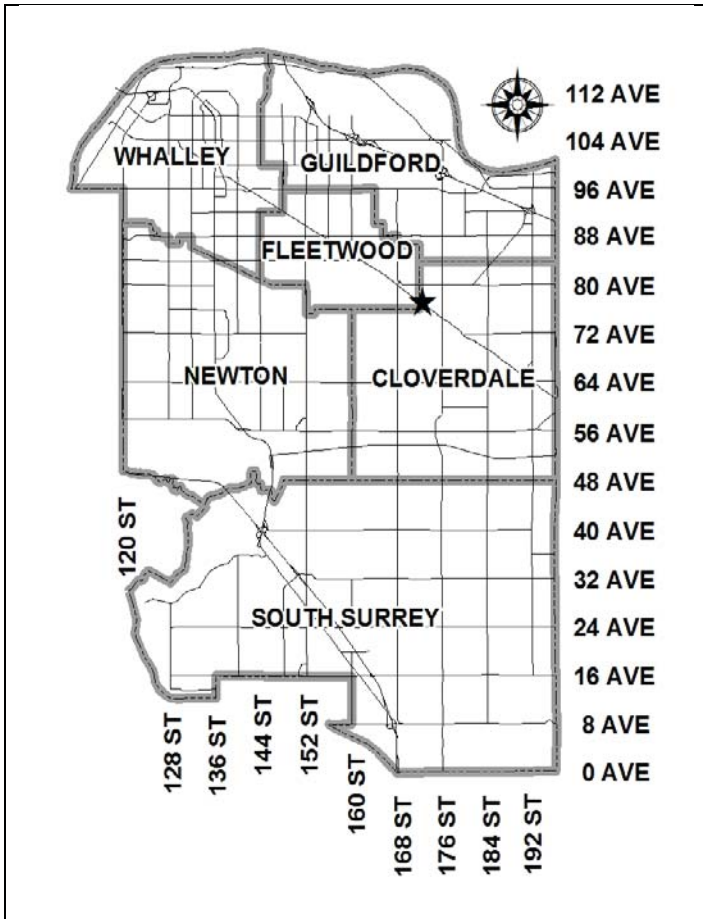 112 AVE
104 AVE
WHALLEY
GUILDFORD
96 AVE
88 AVE
FLEETWOOD
80 AVE
72 AVE
NEWTON
CLOVERDALE
64 AVE
56 AVE
48 AVE
120 ST
40 AVE
32 AVE
SOUTH SURREY
24 AVE
16 AVE
8 AVE
0 AVE
128 ST
136 ST
144 ST
152 ST
160 ST
168 ST
176 ST
184 ST
192 ST